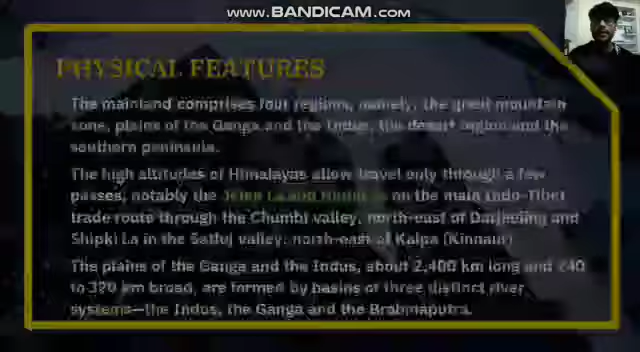 www.BANDICAM.com
PHYSICAL FEATURES
The mainland comprises four regions, namely, the great mountain
zone, plains of the Ganga and the Indus, the desert region and the
southern peninsula.
The high altitudes of Himalayas allow travel only through a few
passes, notably the Jelep La and Nathu La on the main Indo-Tibet
trade route through the Chumbi valley, north-east of Darjeeling and
Shipki La in the Satluj valley, north-east of Kalpa (Kinnaur)
The plains of the Ganga and the Indus, about 2,400 km long and 240
to 320 km broad, are formed by basins of three distinct river
systems—the Indus, the Ganga and the Brahmaputra.